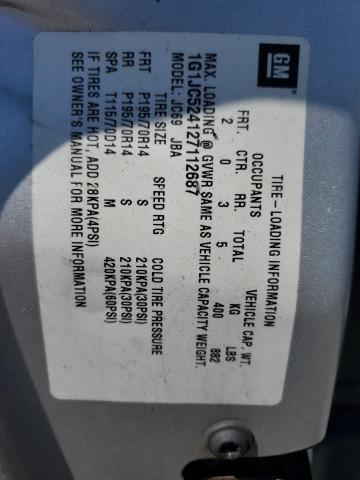 GM
TIRE-LOADING INFORMATION
OCCUPANTS VEHICLE CAP. WT.
FRT. CTR. RR. TOTAL KG LBS
2 0 3 5 400 882
MAX. LOADING @ GVWR SAME AS VEHICLE CAPACITY WEIGHT.
1G1JC524127112687
MODEL: JC69 JBA
TIRE SIZE SPEED RTG COLD TIRE PRESSURE
FRT P195/70R14 S 210KPA(30PSI)
RR P195/70R14 S 210KPA(30PSI)
SPA T115/70D14 M 420KPA(60PSI)
IF TIRES ARE HOT, ADD 28KPA(4PSI)
SEE OWNER'S MANUAL FOR MORE INFORMATION